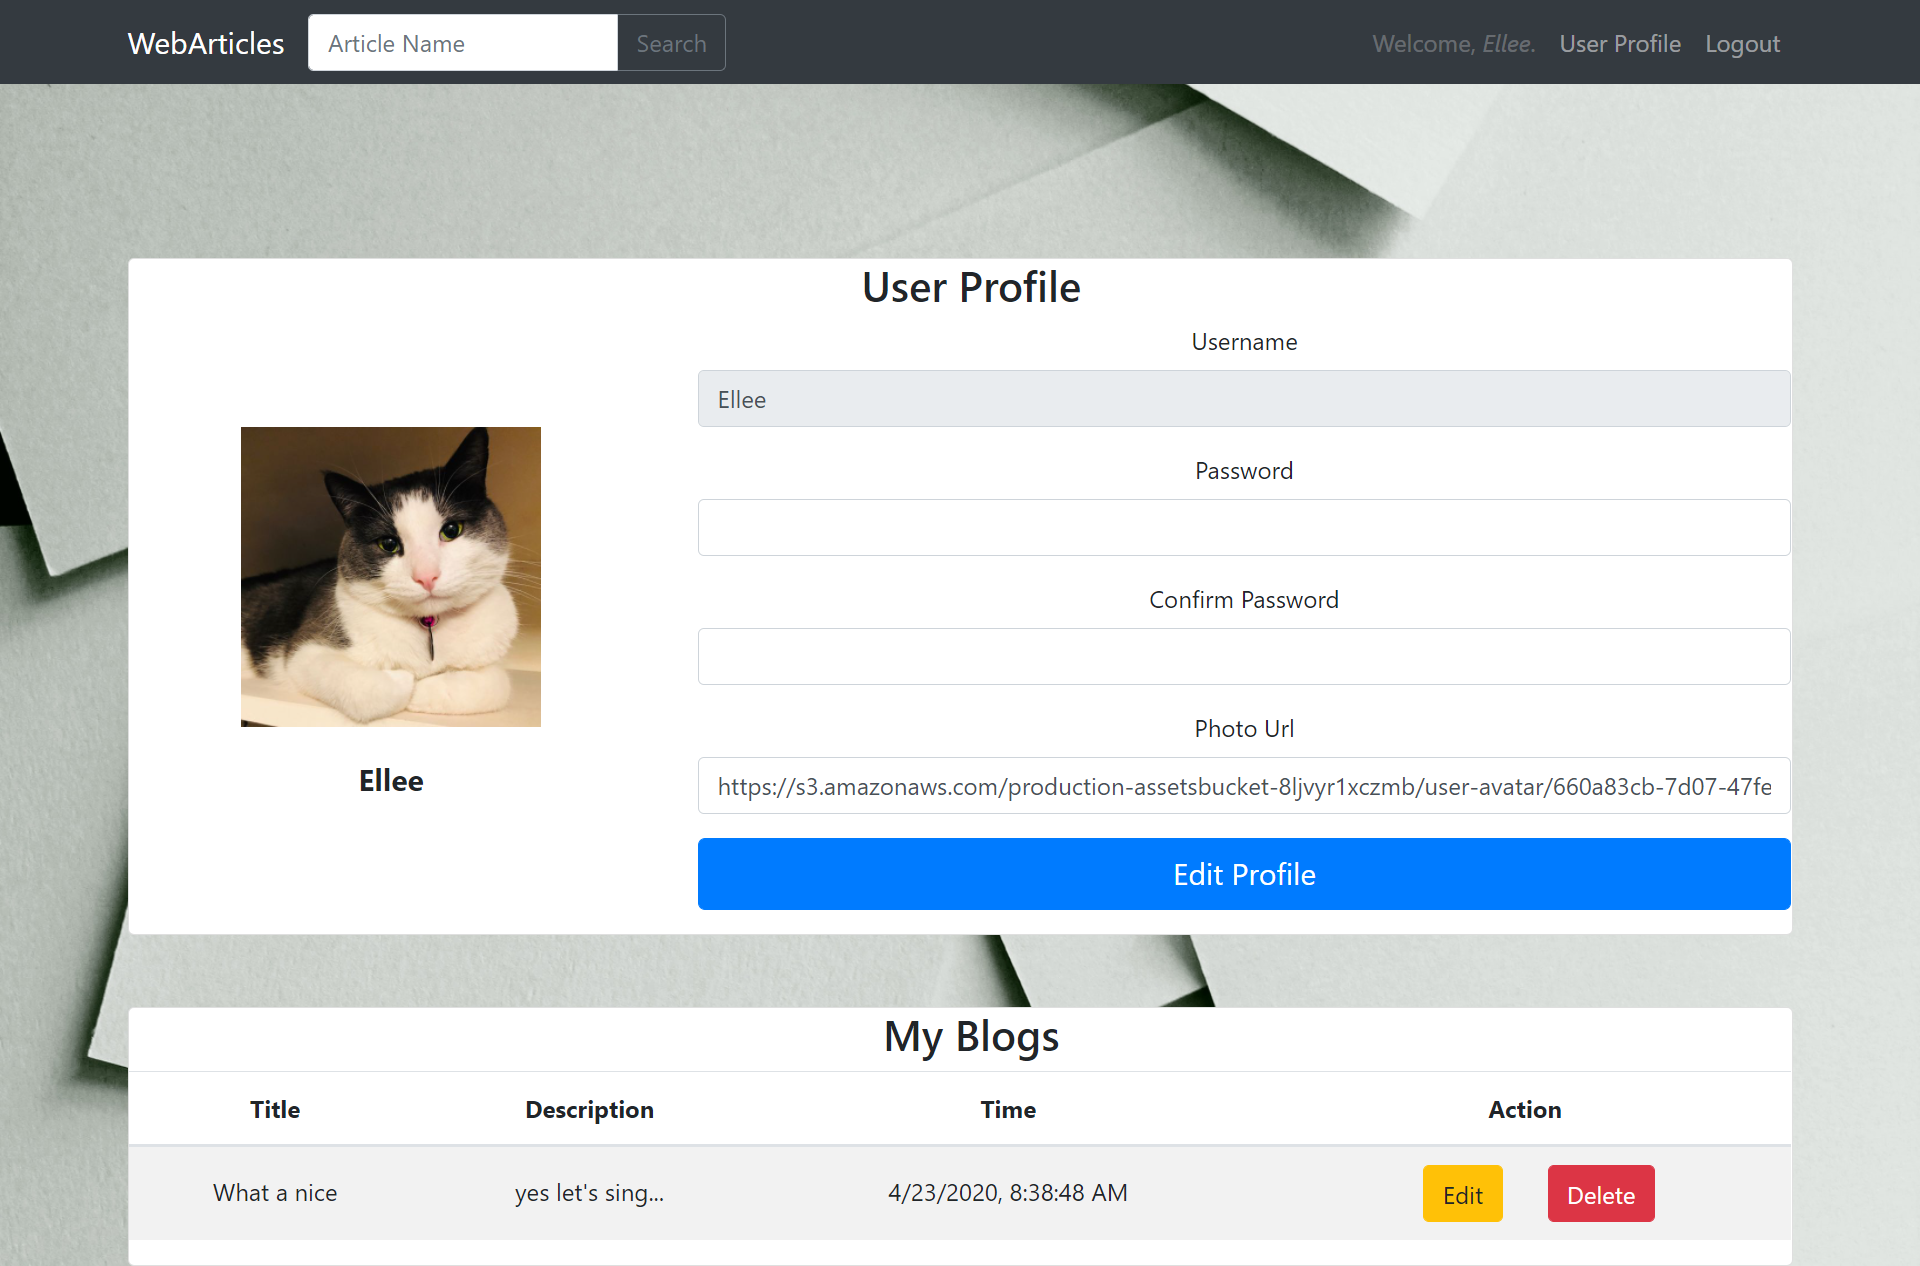 WebArticles Article Name Search Welcome, Ellee. User Profile Logout
User Profile
Username
Ellee
Password
Confirm Password
Photo Url
https://s3.amazonaws.com/production-assetsbucket-8ljvyr1xczmb/user-avatar/660a83cb-7d07-47fe
Edit Profile
Ellee
My Blogs
Title Description Time Action
What a nice yes let's sing... 4/23/2020, 8:38:48 AM Edit Delete